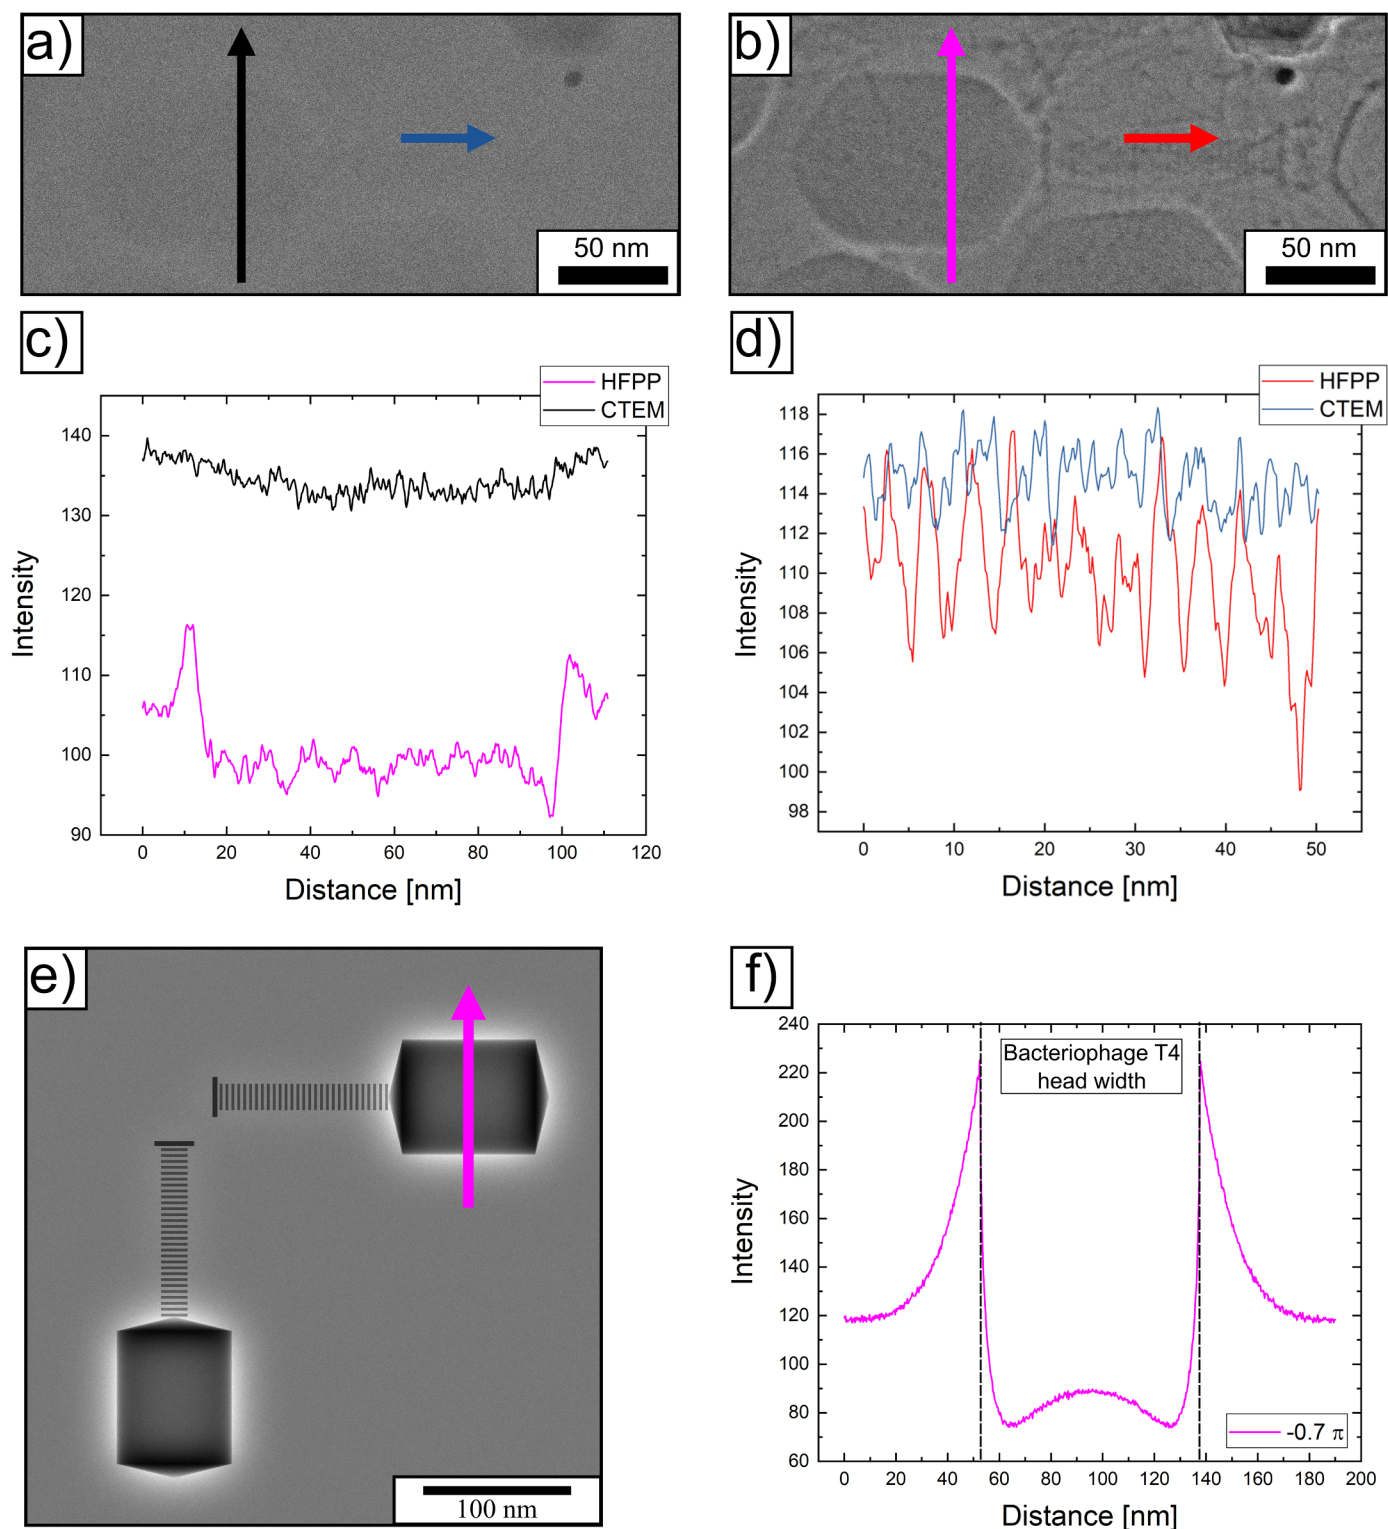 a)
50 nm
b)
50 nm
c)
HFPP
CTEM
140
130
120
110
100
90
0 20 40 60 80 100 120
Intensity
Distance [nm]
d)
HFPP
CTEM
118
116
114
112
110
108
106
104
102
100
98
0 10 20 30 40 50
Intensity
Distance [nm]
e)
100 nm
f)
240
220
200
180
160
140
120
100
80
60
0 20 40 60 80 100 120 140 160 180 200
Bacteriophage T4
head width
-0.7 π
Intensity
Distance [nm]